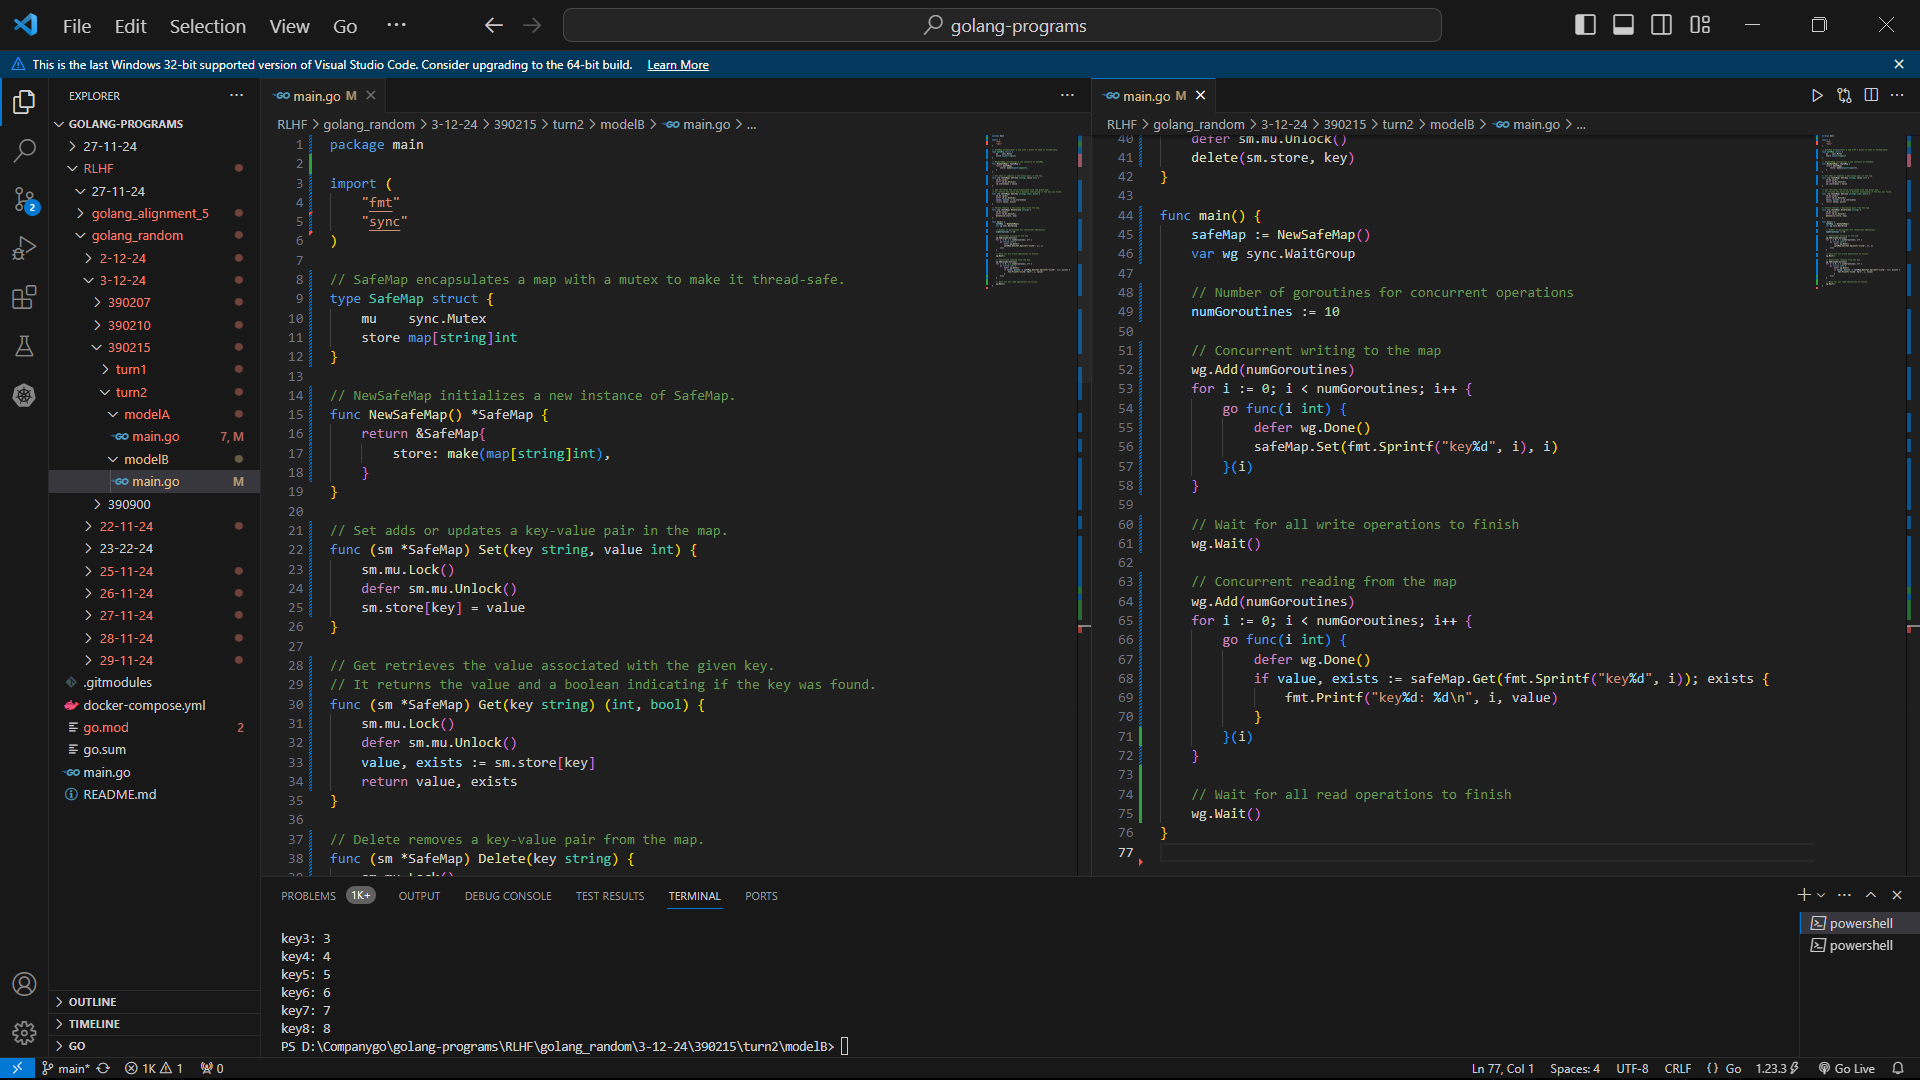 File Edit Selection View Go ···
golang-programs
This is the last Windows 32-bit supported version of Visual Studio Code. Consider upgrading to the 64-bit build. Learn More
EXPLORER
GOLANG-PROGRAMS
27-11-24
RLHF
27-11-24
golang_alignment_5
golang_random
2-12-24
3-12-24
390207
390210
390215
turn1
turn2
modelA
main.go 7, M
modelB
main.go M
390900
22-11-24
23-22-24
25-11-24
26-11-24
27-11-24
28-11-24
29-11-24
.gitmodules
docker-compose.yml
go.mod 2
go.sum
main.go
README.md
OUTLINE
TIMELINE
GO
main.go M
RLHF > golang_random > 3-12-24 > 390215 > turn2 > modelB > main.go > ...
1 package main
2
3 import (
4 "fmt"
5 "sync"
6 )
7
8 // SafeMap encapsulates a map with a mutex to make it thread-safe.
9 type SafeMap struct {
10 mu    sync.Mutex
11 store map[string]int
12 }
13
14 // NewSafeMap initializes a new instance of SafeMap.
15 func NewSafeMap() *SafeMap {
16 return &SafeMap{
17 store: make(map[string]int),
18 }
19 }
20
21 // Set adds or updates a key-value pair in the map.
22 func (sm *SafeMap) Set(key string, value int) {
23 sm.mu.Lock()
24 defer sm.mu.Unlock()
25 sm.store[key] = value
26 }
27
28 // Get retrieves the value associated with the given key.
29 // It returns the value and a boolean indicating if the key was found.
30 func (sm *SafeMap) Get(key string) (int, bool) {
31 sm.mu.Lock()
32 defer sm.mu.Unlock()
33 value, exists := sm.store[key]
34 return value, exists
35 }
36
37 // Delete removes a key-value pair from the map.
38 func (sm *SafeMap) Delete(key string) {
39 sm.mu.Lock()
main.go M
RLHF > golang_random > 3-12-24 > 390215 > turn2 > modelB > main.go > ...
40 defer sm.mu.Unlock()
41 delete(sm.store, key)
42 }
43
44 func main() {
45 safeMap := NewSafeMap()
46 var wg sync.WaitGroup
47
48 // Number of goroutines for concurrent operations
49 numGoroutines := 10
50
51 // Concurrent writing to the map
52 wg.Add(numGoroutines)
53 for i := 0; i < numGoroutines; i++ {
54 go func(i int) {
55 defer wg.Done()
56 safeMap.Set(fmt.Sprintf("key%d", i), i)
57 }(i)
58 }
59
60 // Wait for all write operations to finish
61 wg.Wait()
62
63 // Concurrent reading from the map
64 wg.Add(numGoroutines)
65 for i := 0; i < numGoroutines; i++ {
66 go func(i int) {
67 defer wg.Done()
68 if value, exists := safeMap.Get(fmt.Sprintf("key%d", i)); exists {
69 fmt.Printf("key%d: %d\n", i, value)
70 }
71 }(i)
72 }
73
74 // Wait for all read operations to finish
75 wg.Wait()
76 }
77
PROBLEMS 1K+ OUTPUT DEBUG CONSOLE TEST RESULTS TERMINAL PORTS
key3: 3
key4: 4
key5: 5
key6: 6
key7: 7
key8: 8
PS D:\Companygo\golang-programs\RLHF\golang_random\3-12-24\390215\turn2\modelB>
powershell
powershell
2
main* 1K 1 0
Ln 77, Col 1 Spaces: 4 UTF-8 CRLF {} Go 1.23.3 Go Live